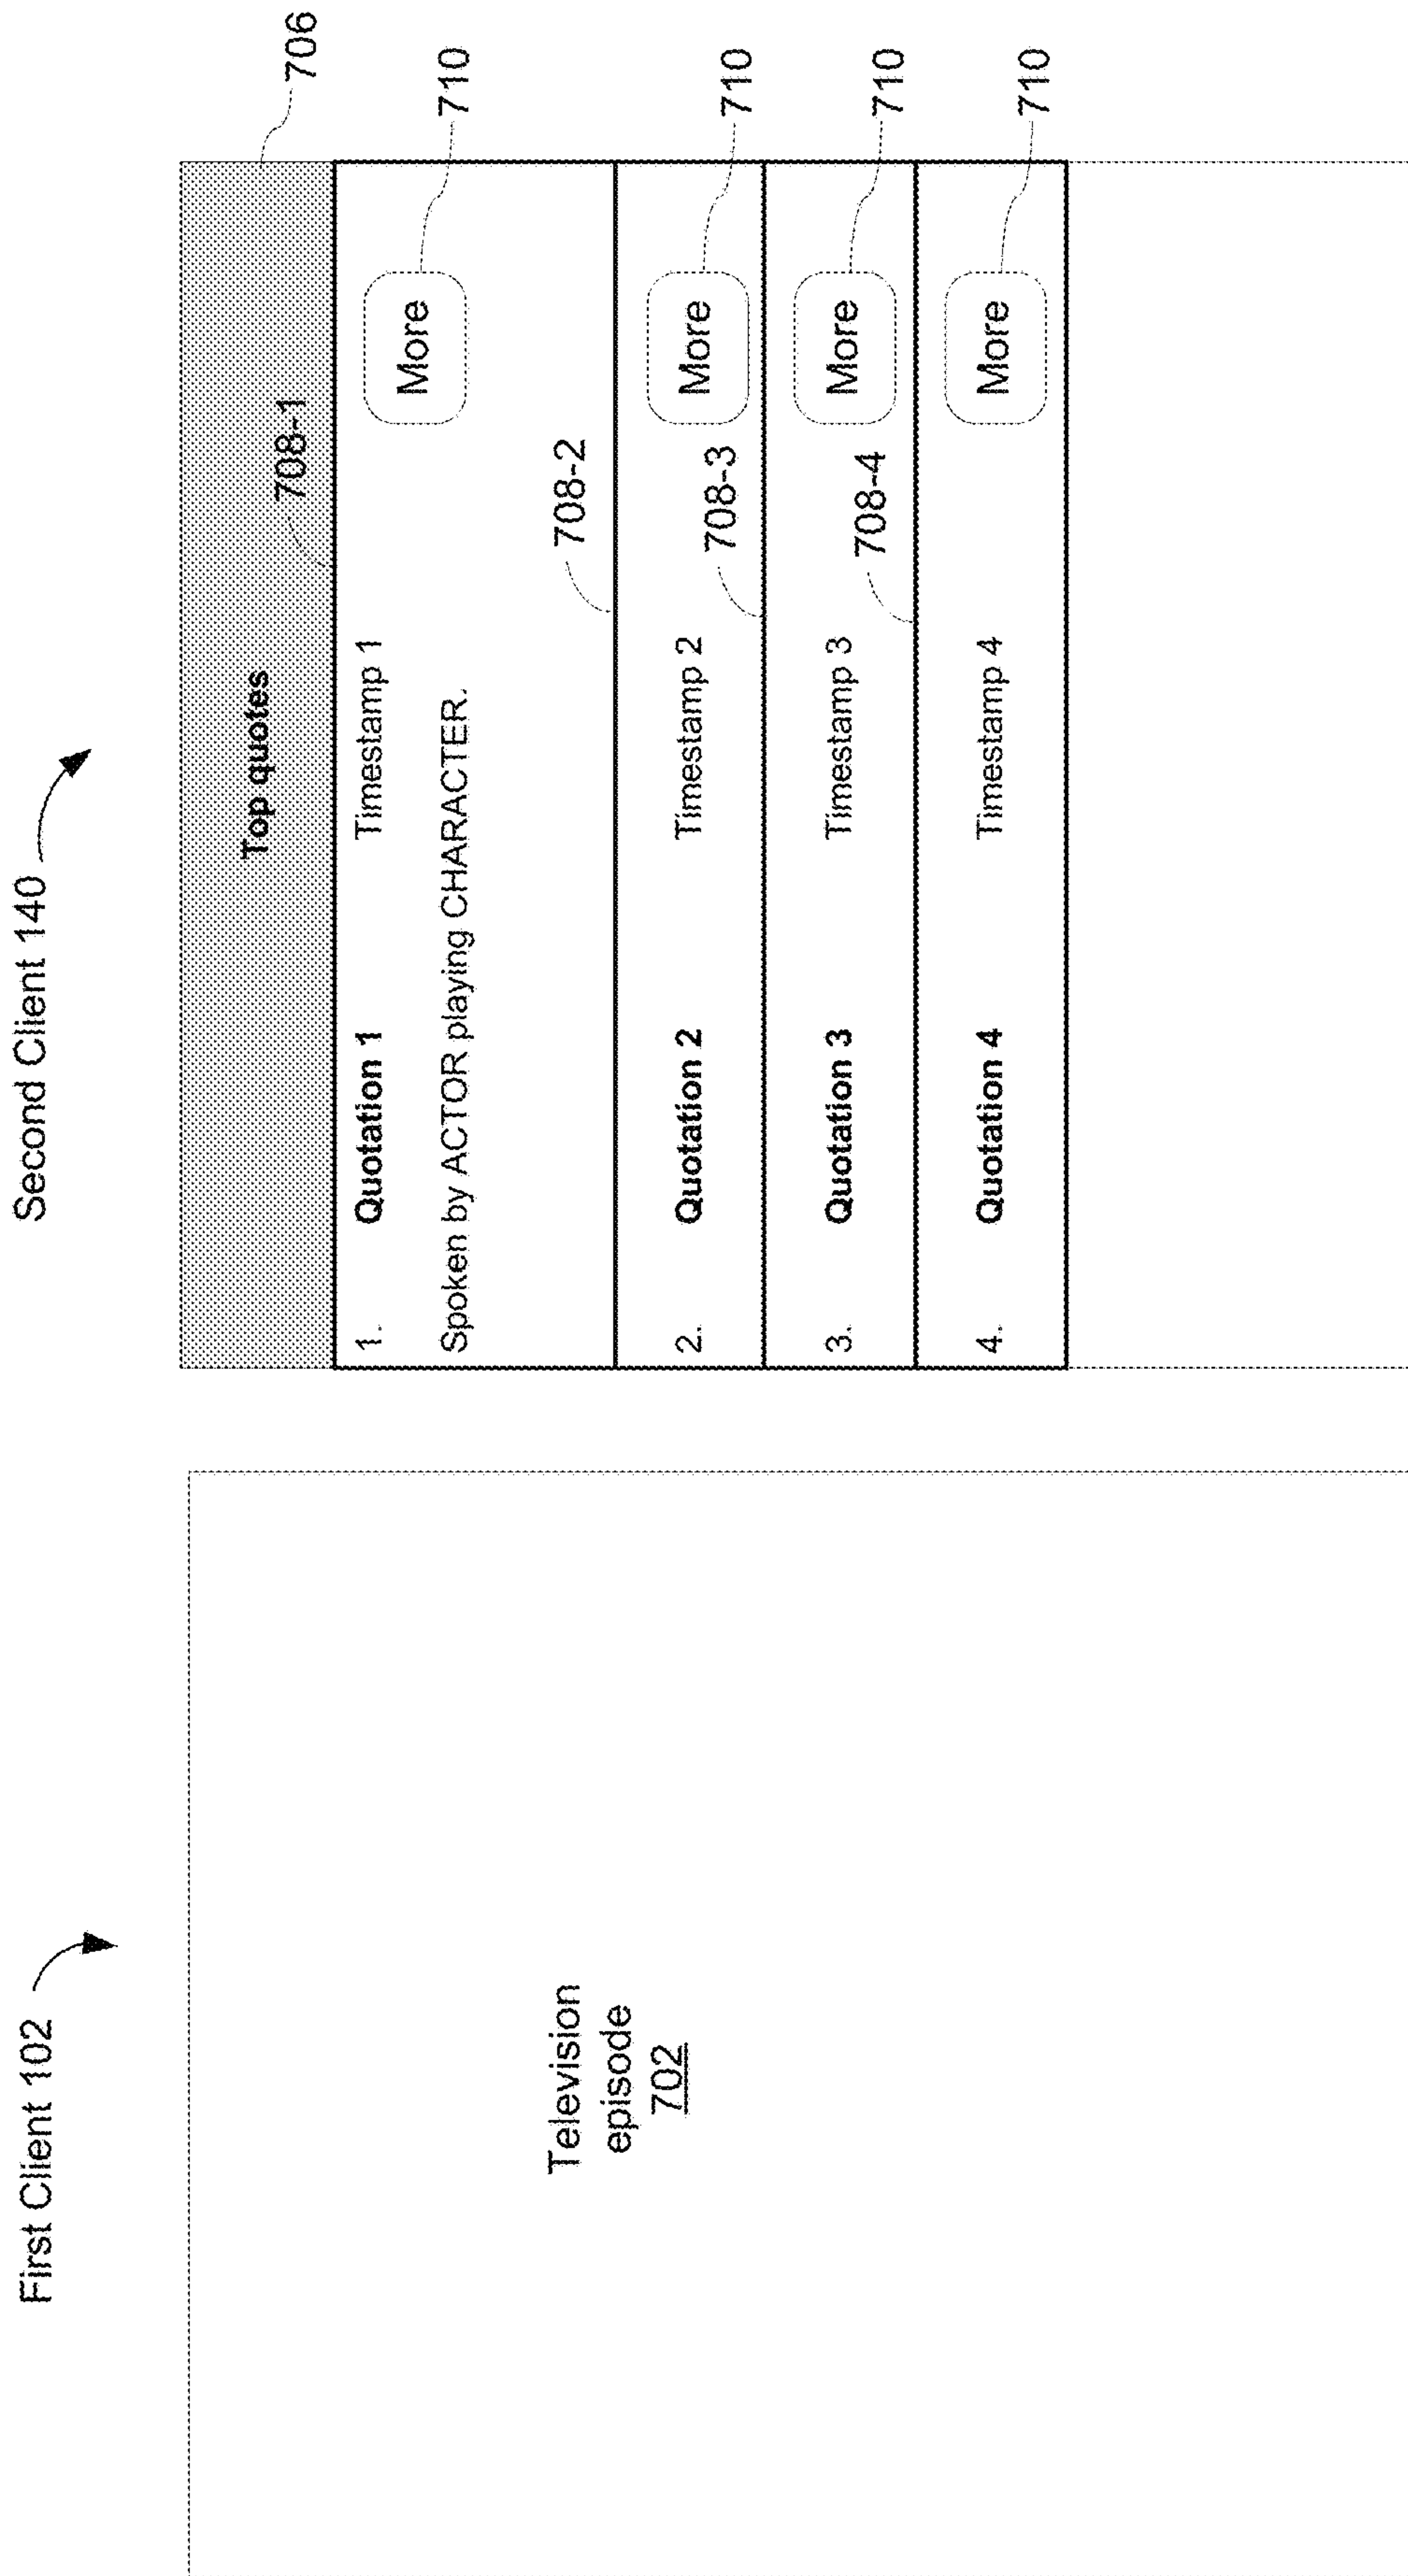 First Client 102
Second Client 140
Television
episode
702
Top quotes
706
708-1
1. Quotation 1 Timestamp 1 More 710
Spoken by ACTOR playing CHARACTER.
708-2
2. Quotation 2 Timestamp 2 More 710
708-3
3. Quotation 3 Timestamp 3 More 710
708-4
4. Quotation 4 Timestamp 4 More 710